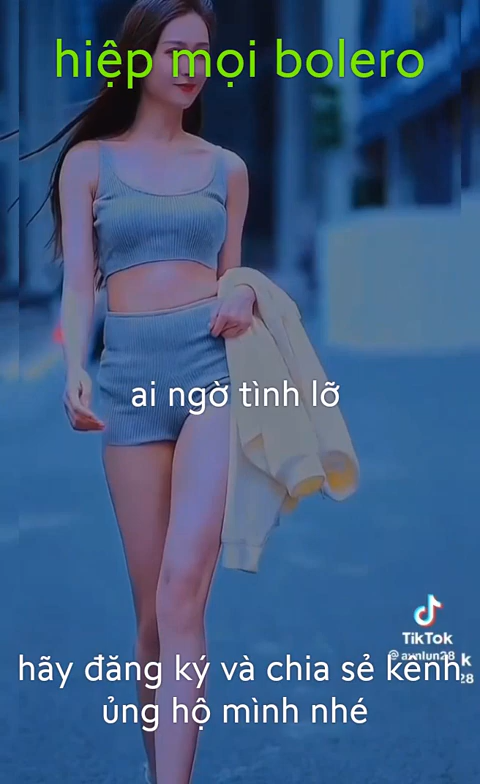 hiệp mọi bolero
ai ngờ tình lỡ
TikTok
@axnlun28
hãy đăng ký và chia sẻ kênh
ủng hộ mình nhé